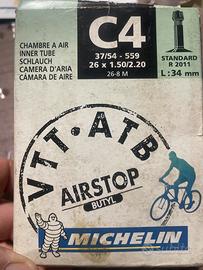 CHAMBRE A AIR
INNER TUBE
SCHLAUCH
CAMERA D'ARIA
CÁMARA DE AIRE
C4
37/54 - 559
26 x 1.50/2.20
26-8 M
STANDARD
R 2011
L: 34 mm
VTT·ATB
AIRSTOP
BUTYL
MICHELIN